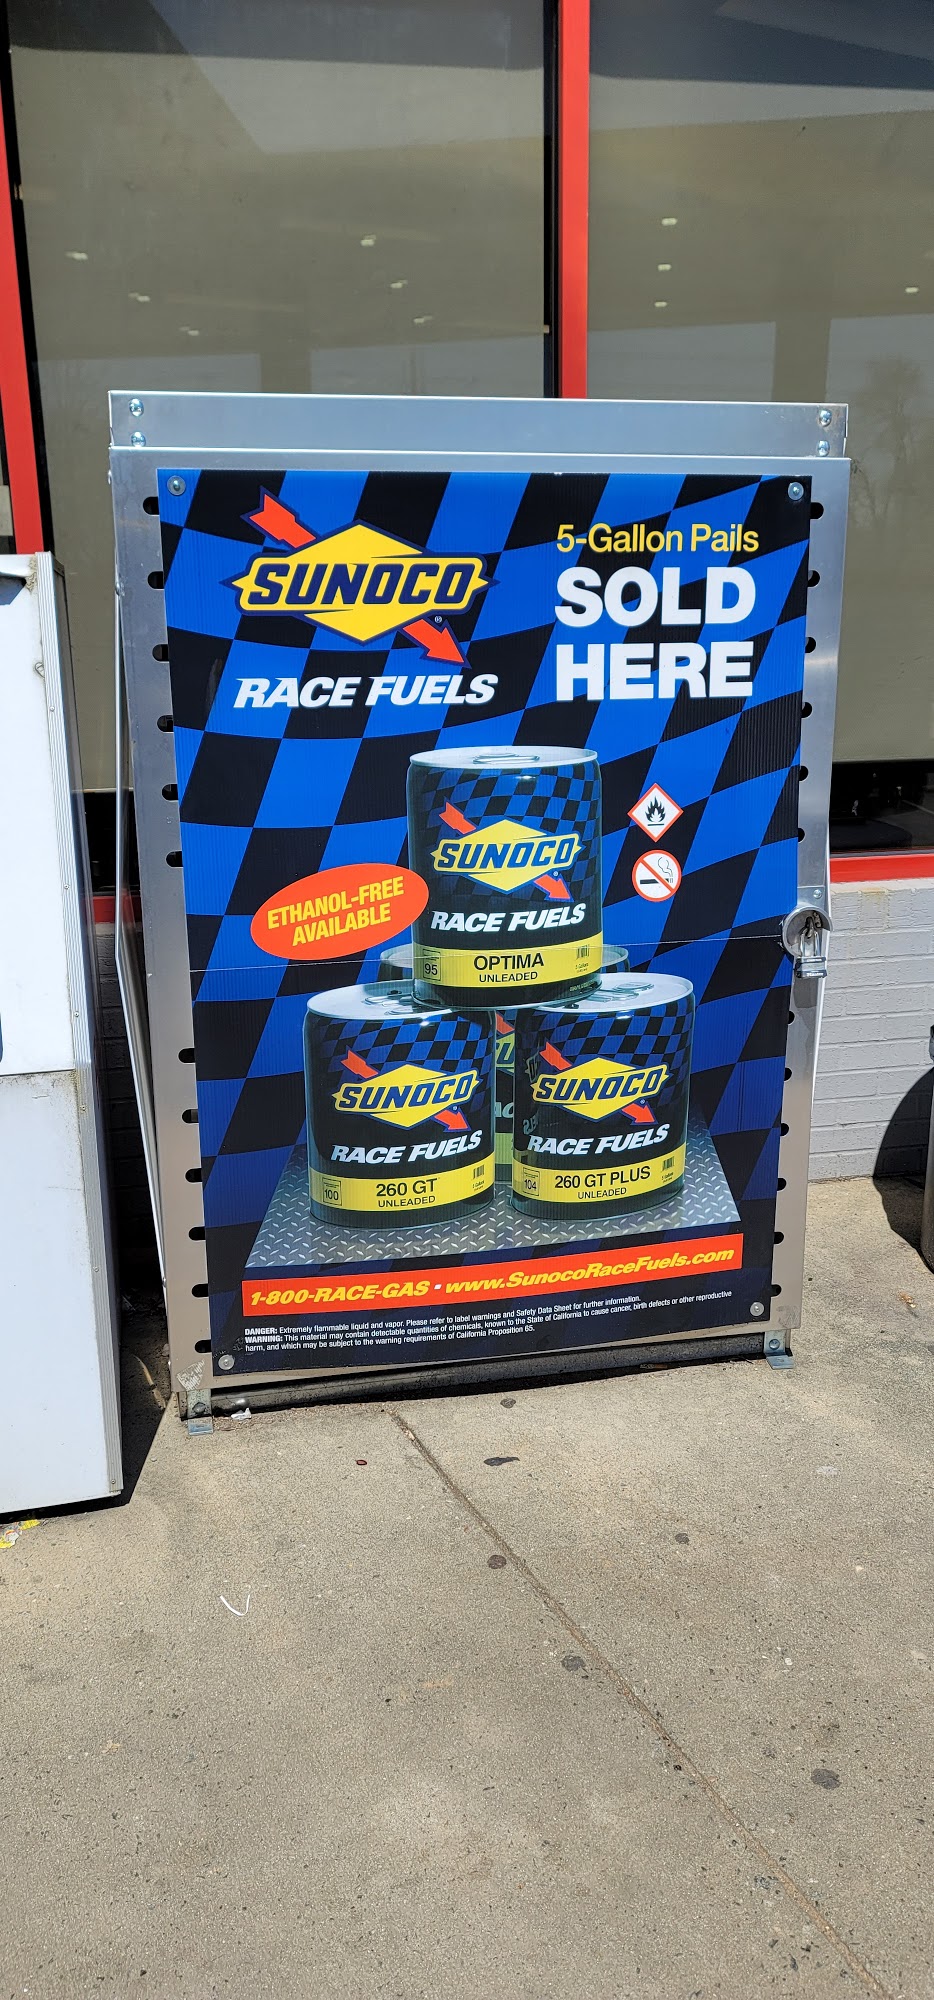 SUNOCO
RACE FUELS
5-Gallon Pails
SOLD
HERE
ETHANOL-FREE
AVAILABLE
SUNOCO
RACE FUELS
95
OPTIMA
UNLEADED
SUNOCO
RACE FUELS
100
260 GT
UNLEADED
SUNOCO
RACE FUELS
104
260 GT PLUS
UNLEADED
1-800-RACE-GAS · www.SunocoRaceFuels.com
DANGER: Extremely flammable liquid and vapor. Please refer to label warnings and Safety Data Sheet for further information.
WARNING: This material may contain detectable quantities of chemicals, known to the State of California to cause cancer, birth defects or other reproductive
harm, and which may be subject to the warning requirements of California Proposition 65.